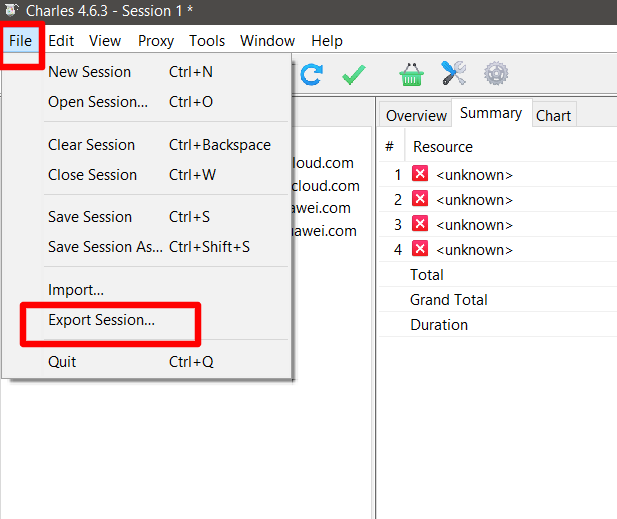 Charles 4.6.3 - Session 1 *
File Edit View Proxy Tools Window Help
New Session Ctrl+N
Open Session... Ctrl+O
Clear Session Ctrl+Backspace
Close Session Ctrl+W
Save Session Ctrl+S
Save Session As... Ctrl+Shift+S
Import...
Export Session...
Quit Ctrl+Q
loud.com
cloud.com
awei.com
uawei.com
Overview Summary Chart
# Resource
1 <unknown>
2 <unknown>
3 <unknown>
4 <unknown>
Total
Grand Total
Duration